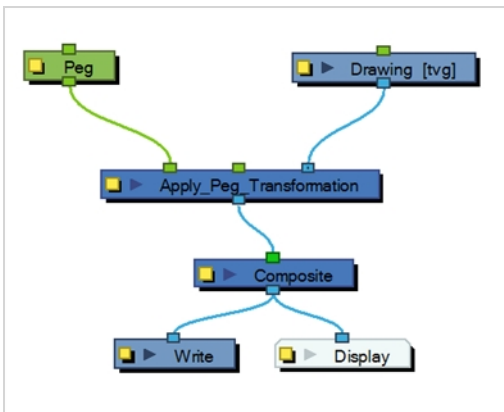 Peg
Drawing [tvg]
Apply_Peg_Transformation
Composite
Write
Display